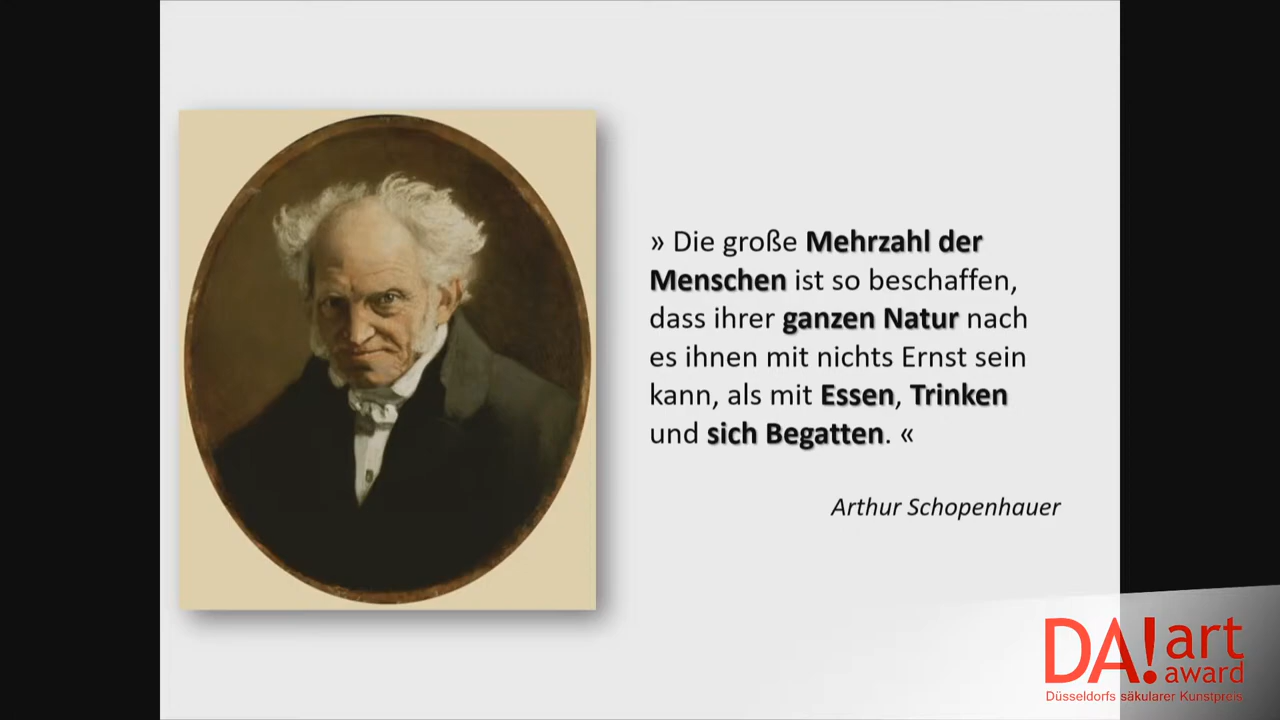 » Die große Mehrzahl der
Menschen ist so beschaffen,
dass ihrer ganzen Natur nach
es ihnen mit nichts Ernst sein
kann, als mit Essen, Trinken
und sich Begatten. «
Arthur Schopenhauer
DA!art
award
Düsseldorfs säkularer Kunstpreis